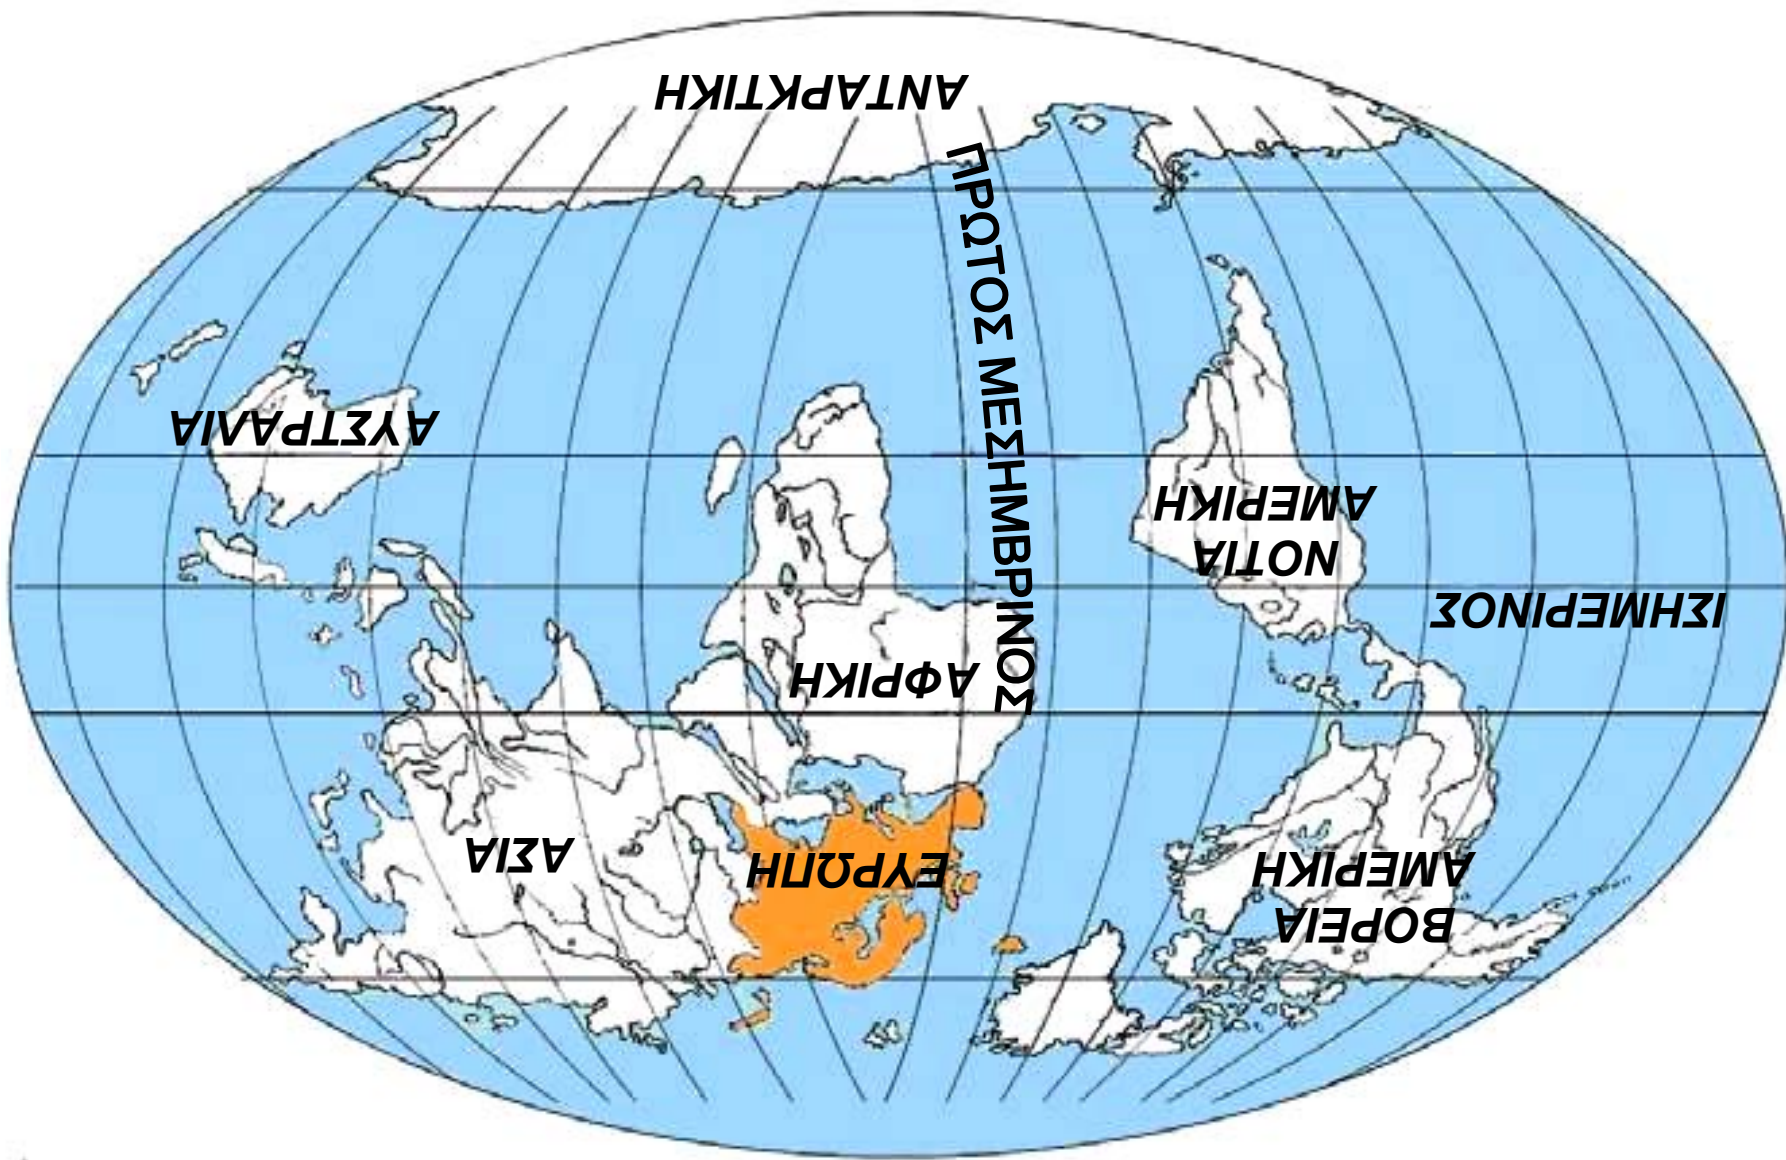 ΒΟΡΕΙΑ
ΑΜΕΡΙΚΗ
ΕΥΡΩΠΗ
ΑΣΙΑ
ΑΦΡΙΚΗ
ΙΣΗΜΕΡΙΝΟΣ
ΝΟΤΙΑ
ΑΜΕΡΙΚΗ
ΑΥΣΤΡΑΛΙΑ
ΠΡΩΤΟΣ ΜΕΣΗΜΒΡΙΝΟΣ
ΑΝΤΑΡΚΤΙΚΗ